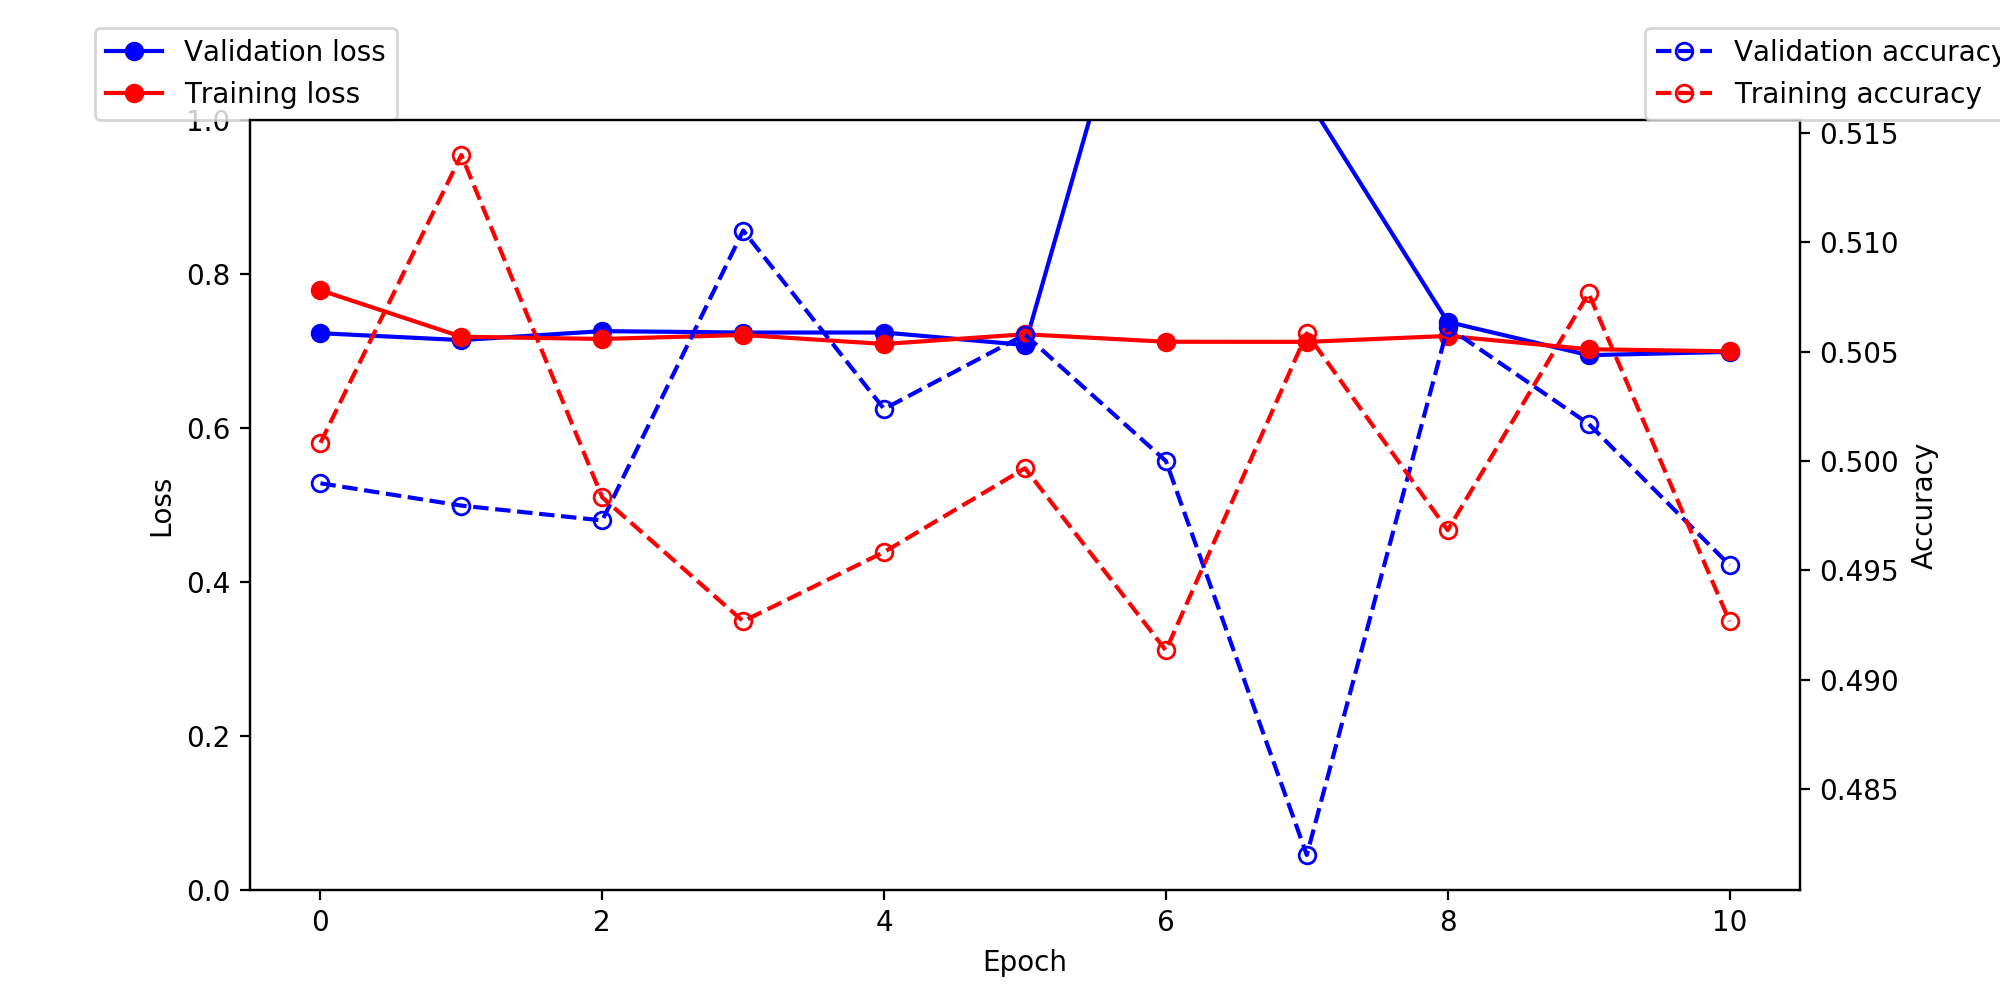 Validation loss
Training loss
Validation accuracy
Training accuracy
1.0
0.8
0.6
0.4
0.2
0.0
Loss
0.515
0.510
0.505
0.500
0.495
0.490
0.485
Accuracy
0 2 4 6 8 10
Epoch